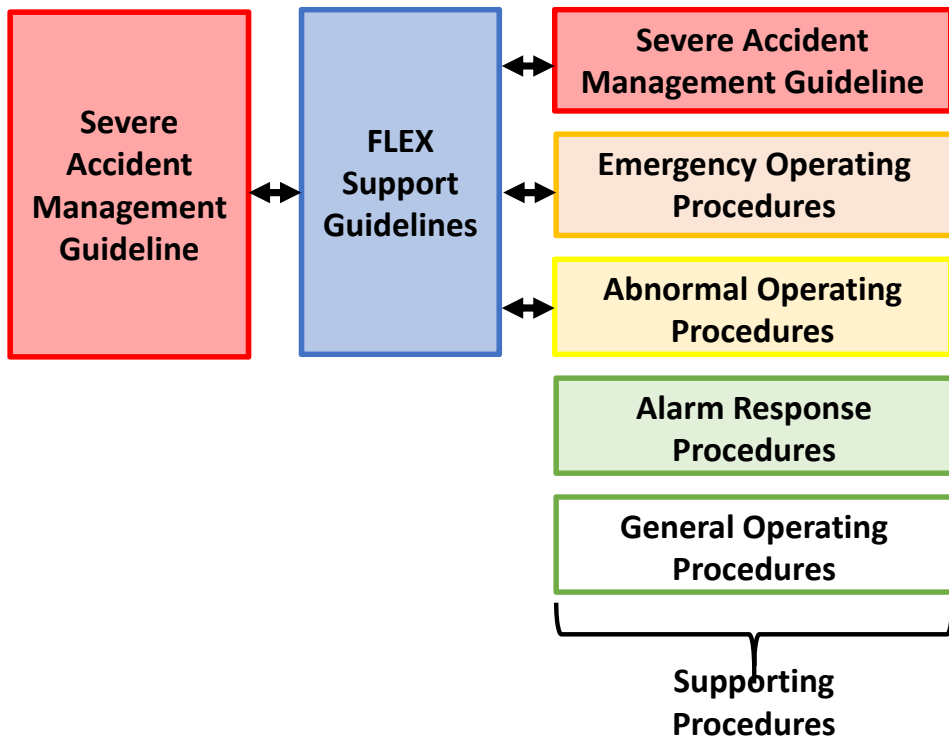 Severe
Accident
Management
Guideline
FLEX
Support
Guidelines
Severe Accident
Management Guideline
Emergency Operating
Procedures
Abnormal Operating
Procedures
Alarm Response
Procedures
General Operating
Procedures
Supporting
Procedures